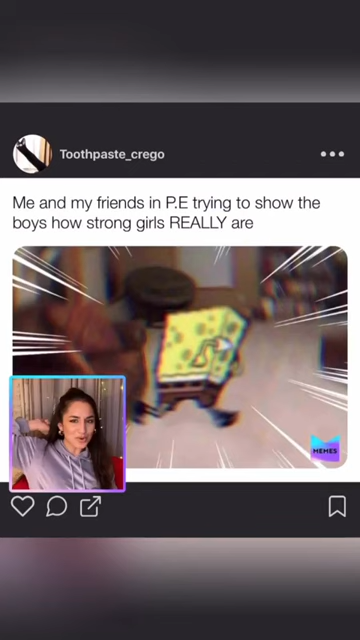 Toothpaste_crego
Me and my friends in P.E trying to show the
boys how strong girls REALLY are
MEMES